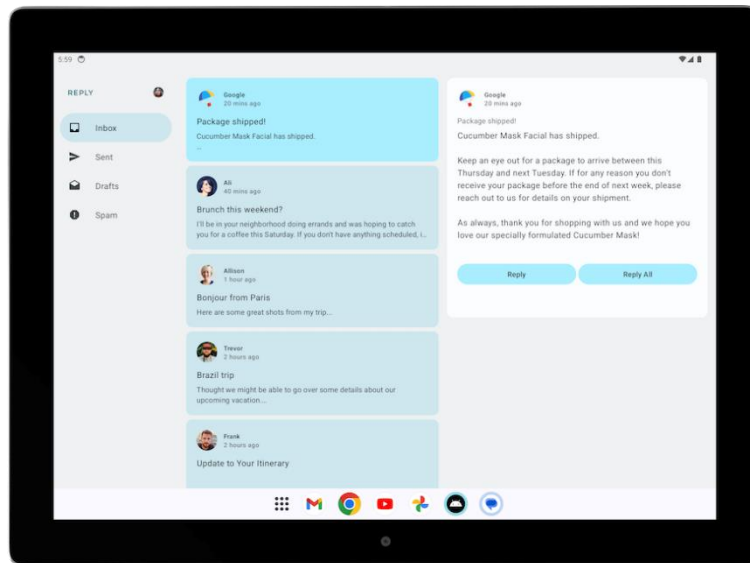 5:59
REPLY
Inbox
Sent
Drafts
Spam
Google
20 mins ago
Package shipped!
Cucumber Mask Facial has shipped.
...
Ali
40 mins ago
Brunch this weekend?
I'll be in your neighborhood doing errands and was hoping to catch
you for a coffee this Saturday. If you don't have anything scheduled, i...
Allison
1 hour ago
Bonjour from Paris
Here are some great shots from my trip...
Trevor
2 hours ago
Brazil trip
Thought we might be able to go over some details about our
upcoming vacation...
Frank
2 hours ago
Update to Your Itinerary
Google
20 mins ago
Package shipped!
Cucumber Mask Facial has shipped.
Keep an eye out for a package to arrive between this
Thursday and next Tuesday. If for any reason you don't
receive your package before the end of next week, please
reach out to us for details on your shipment.
As always, thank you for shopping with us and we hope you
love our specially formulated Cucumber Mask!
Reply
Reply All